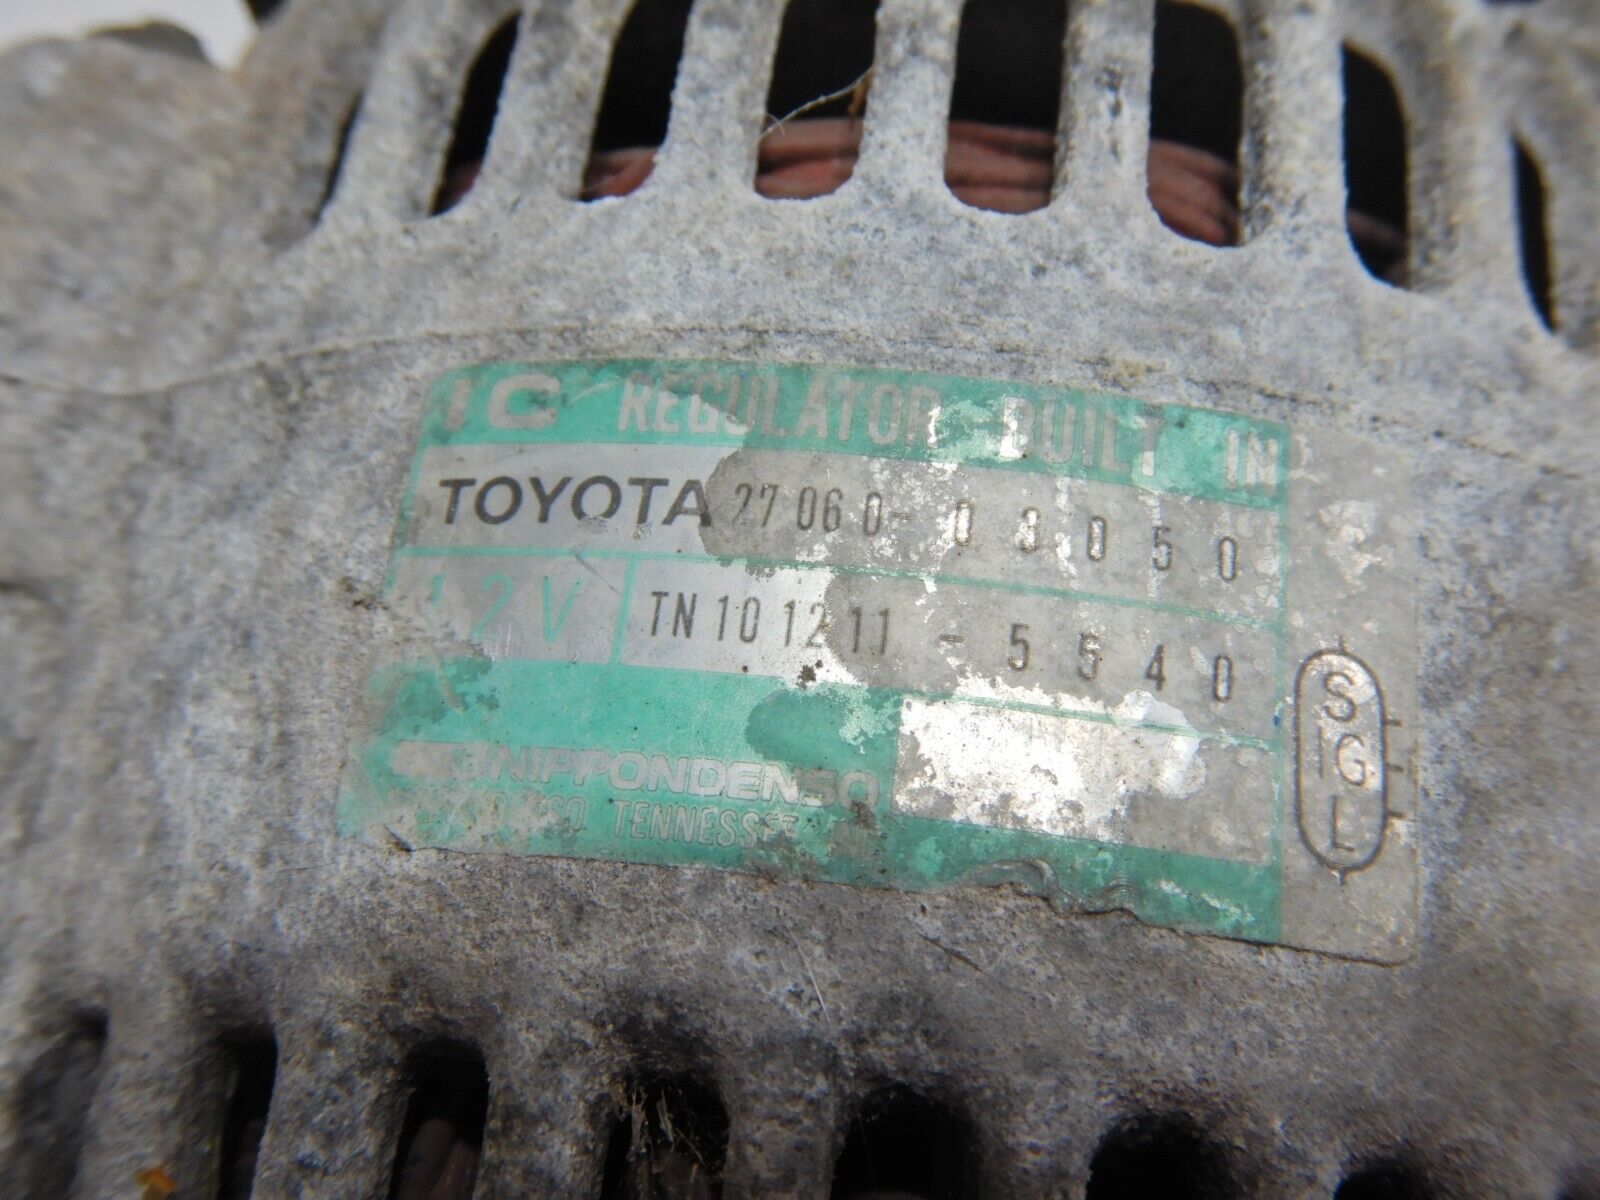 IC REGULATOR BUILT IN
TOYOTA 27060-03050
12V TN101211-5540
NIPPONDENSO
TENNESSEE
S
IG
L